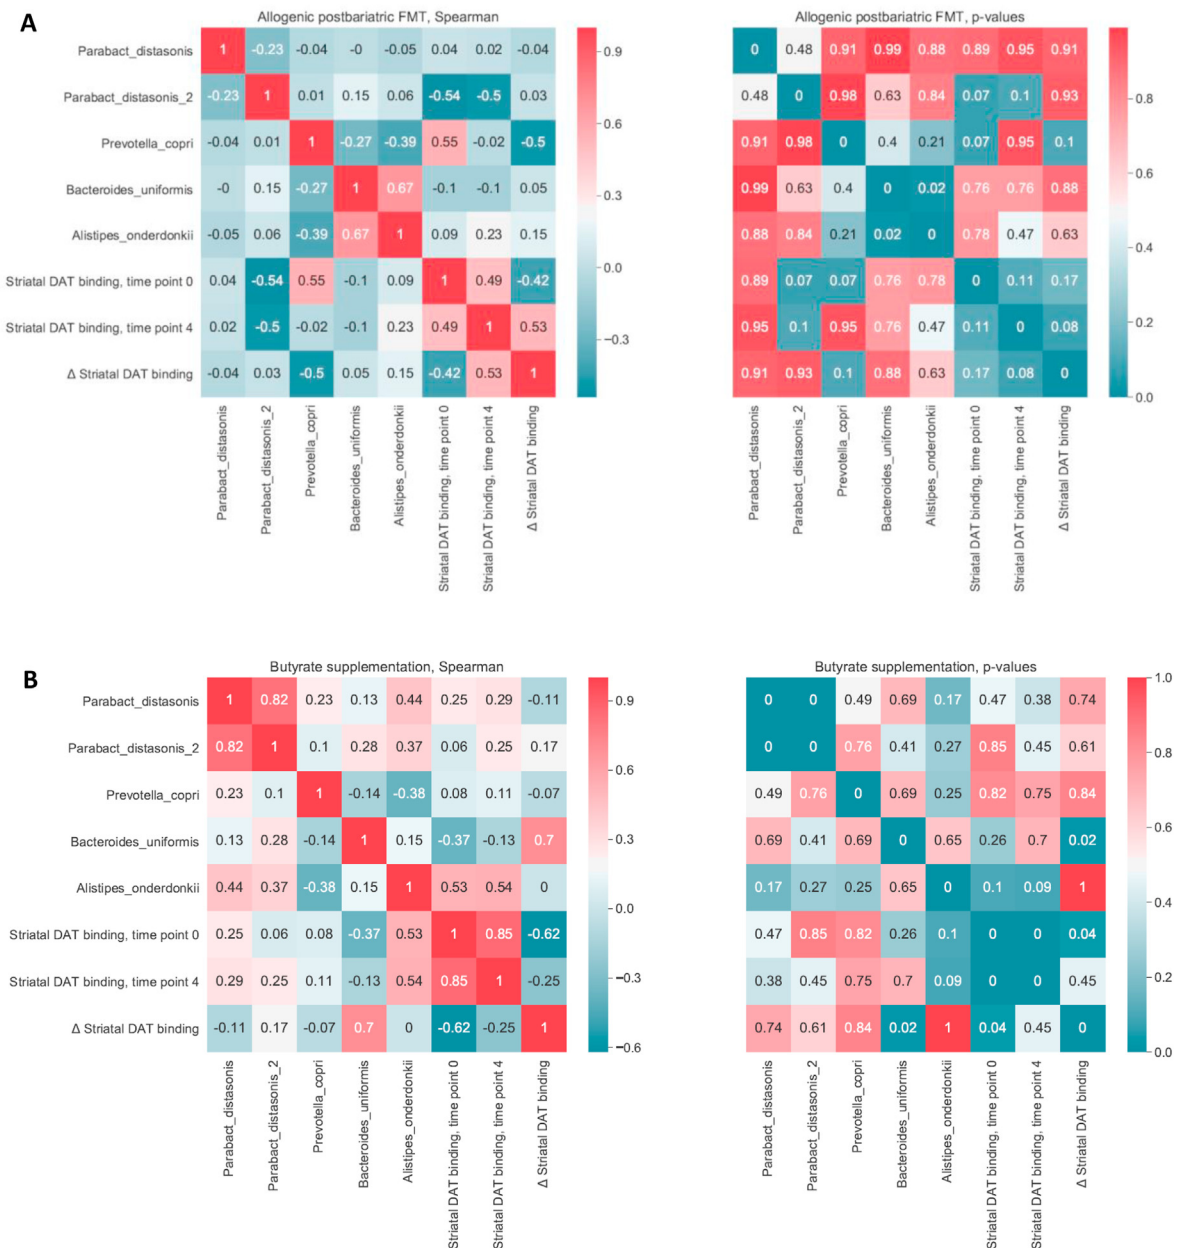 A
Allogenic postbariatric FMT, Spearman
Parabact_distasonis 1 -0.23 -0.04 -0 -0.05 0.04 0.02 -0.04
Parabact_distasonis_2 -0.23 1 0.01 0.15 0.06 -0.54 -0.5 0.03
Prevotella_copri -0.04 0.01 1 -0.27 -0.39 0.55 -0.02 -0.5
Bacteroides_uniformis -0 0.15 -0.27 1 0.67 -0.1 -0.1 0.05
Alistipes_onderdonkii -0.05 0.06 -0.39 0.67 1 0.09 0.23 0.15
Striatal DAT binding, time point 0 0.04 -0.54 0.55 -0.1 0.09 1 0.49 -0.42
Striatal DAT binding, time point 4 0.02 -0.5 -0.02 -0.1 0.23 0.49 1 0.53
Δ Striatal DAT binding -0.04 0.03 -0.5 0.05 0.15 -0.42 0.53 1
Parabact_distasonis
Parabact_distasonis_2
Prevotella_copri
Bacteroides_uniformis
Alistipes_onderdonkii
Striatal DAT binding, time point 0
Striatal DAT binding, time point 4
Δ Striatal DAT binding
0.9
0.6
0.3
0.0
−0.3
Allogenic postbariatric FMT, p-values
0 0.48 0.91 0.99 0.88 0.89 0.95 0.91
0.48 0 0.98 0.63 0.84 0.07 0.1 0.93
0.91 0.98 0 0.4 0.21 0.07 0.95 0.1
0.99 0.63 0.4 0 0.02 0.76 0.76 0.88
0.88 0.84 0.21 0.02 0 0.78 0.47 0.63
0.89 0.07 0.07 0.76 0.78 0 0.11 0.17
0.95 0.1 0.95 0.76 0.47 0.11 0 0.08
0.91 0.93 0.1 0.88 0.63 0.17 0.08 0
Parabact_distasonis
Parabact_distasonis_2
Prevotella_copri
Bacteroides_uniformis
Alistipes_onderdonkii
Striatal DAT binding, time point 0
Striatal DAT binding, time point 4
Δ Striatal DAT binding
0.8
0.6
0.4
0.2
0.0
B
Butyrate supplementation, Spearman
Parabact_distasonis 1 0.82 0.23 0.13 0.44 0.25 0.29 -0.11
Parabact_distasonis_2 0.82 1 0.1 0.28 0.37 0.06 0.25 0.17
Prevotella_copri 0.23 0.1 1 -0.14 -0.38 0.08 0.11 -0.07
Bacteroides_uniformis 0.13 0.28 -0.14 1 0.15 -0.37 -0.13 0.7
Alistipes_onderdonkii 0.44 0.37 -0.38 0.15 1 0.53 0.54 0
Striatal DAT binding, time point 0 0.25 0.06 0.08 -0.37 0.53 1 0.85 -0.62
Striatal DAT binding, time point 4 0.29 0.25 0.11 -0.13 0.54 0.85 1 -0.25
Δ Striatal DAT binding -0.11 0.17 -0.07 0.7 0 -0.62 -0.25 1
Parabact_distasonis
Parabact_distasonis_2
Prevotella_copri
Bacteroides_uniformis
Alistipes_onderdonkii
Striatal DAT binding, time point 0
Striatal DAT binding, time point 4
Δ Striatal DAT binding
0.9
0.6
0.3
0.0
−0.3
−0.6
Butyrate supplementation, p-values
0 0 0.49 0.69 0.17 0.47 0.38 0.74
0 0 0.76 0.41 0.27 0.85 0.45 0.61
0.49 0.76 0 0.69 0.25 0.82 0.75 0.84
0.69 0.41 0.69 0 0.65 0.26 0.7 0.02
0.17 0.27 0.25 0.65 0 0.1 0.09 1
0.47 0.85 0.82 0.26 0.1 0 0 0.04
0.38 0.45 0.75 0.7 0.09 0 0 0.45
0.74 0.61 0.84 0.02 1 0.04 0.45 0
Parabact_distasonis
Parabact_distasonis_2
Prevotella_copri
Bacteroides_uniformis
Alistipes_onderdonkii
Striatal DAT binding, time point 0
Striatal DAT binding, time point 4
Δ Striatal DAT binding
1.0
0.8
0.6
0.4
0.2
0.0